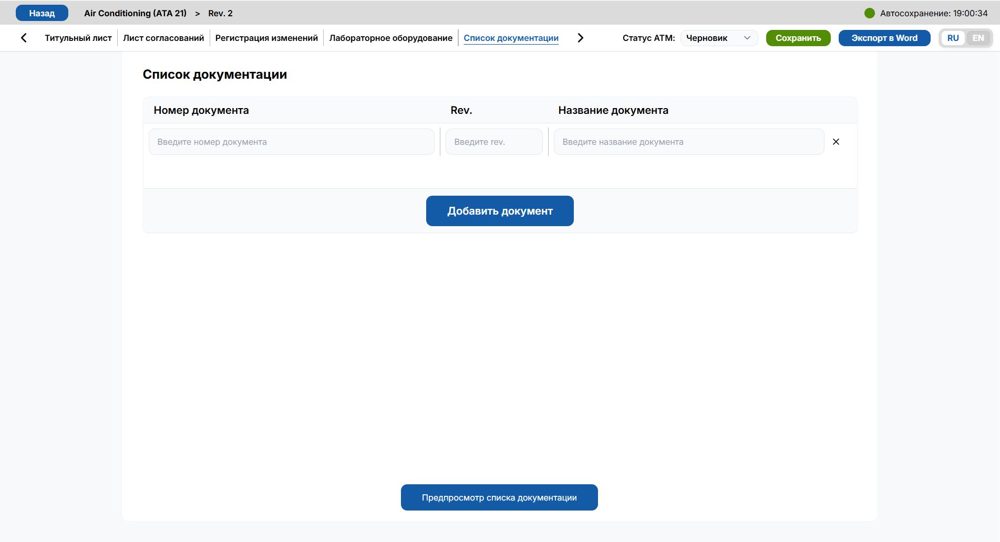 Назад
Air Conditioning (ATA 21) > Rev. 2
Автосохранение: 19:00:34
Титульный лист
Лист согласований
Регистрация изменений
Лабораторное оборудование
Список документации
Статус ATM:
Черновик
Сохранить
Экспорт в Word
RU
EN
Список документации
Номер документа
Rev.
Название документа
Введите номер документа
Введите rev.
Введите название документа
Добавить документ
Предпросмотр списка документации